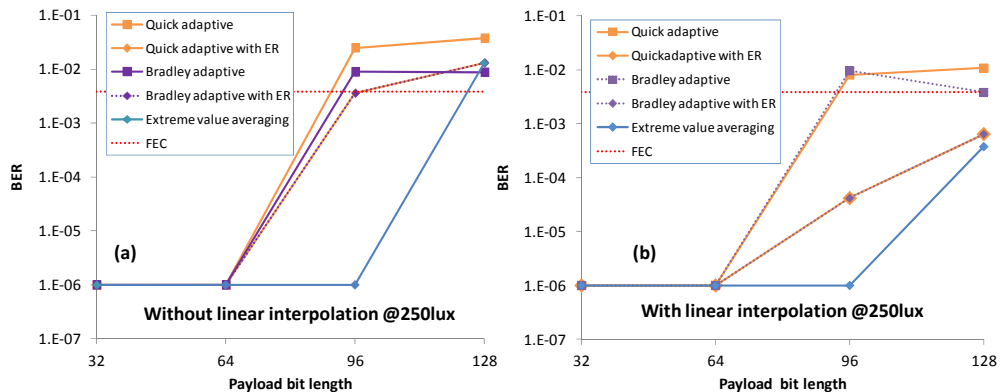 1.E-01
1.E-02
1.E-03
1.E-04
1.E-05
1.E-06
1.E-07
BER
Quick adaptive
Quick adaptive with ER
Bradley adaptive
Bradley adaptive with ER
Extreme value averaging
FEC
(a)
Without linear interpolation @250lux
32 64 96 128
Payload bit length
1.E-01
1.E-02
1.E-03
1.E-04
1.E-05
1.E-06
1.E-07
BER
Quick adaptive
Quickadaptive with ER
Bradley adaptive
Bradley adaptive with ER
Extreme value averaging
FEC
(b)
With linear interpolation @250lux
32 64 96 128
Payload bit length